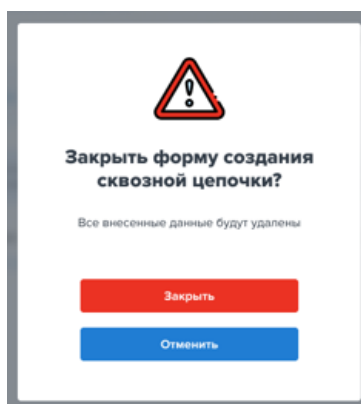 Закрыть форму создания
сквозной цепочки?
Все внесенные данные будут удалены
Закрыть
Отменить